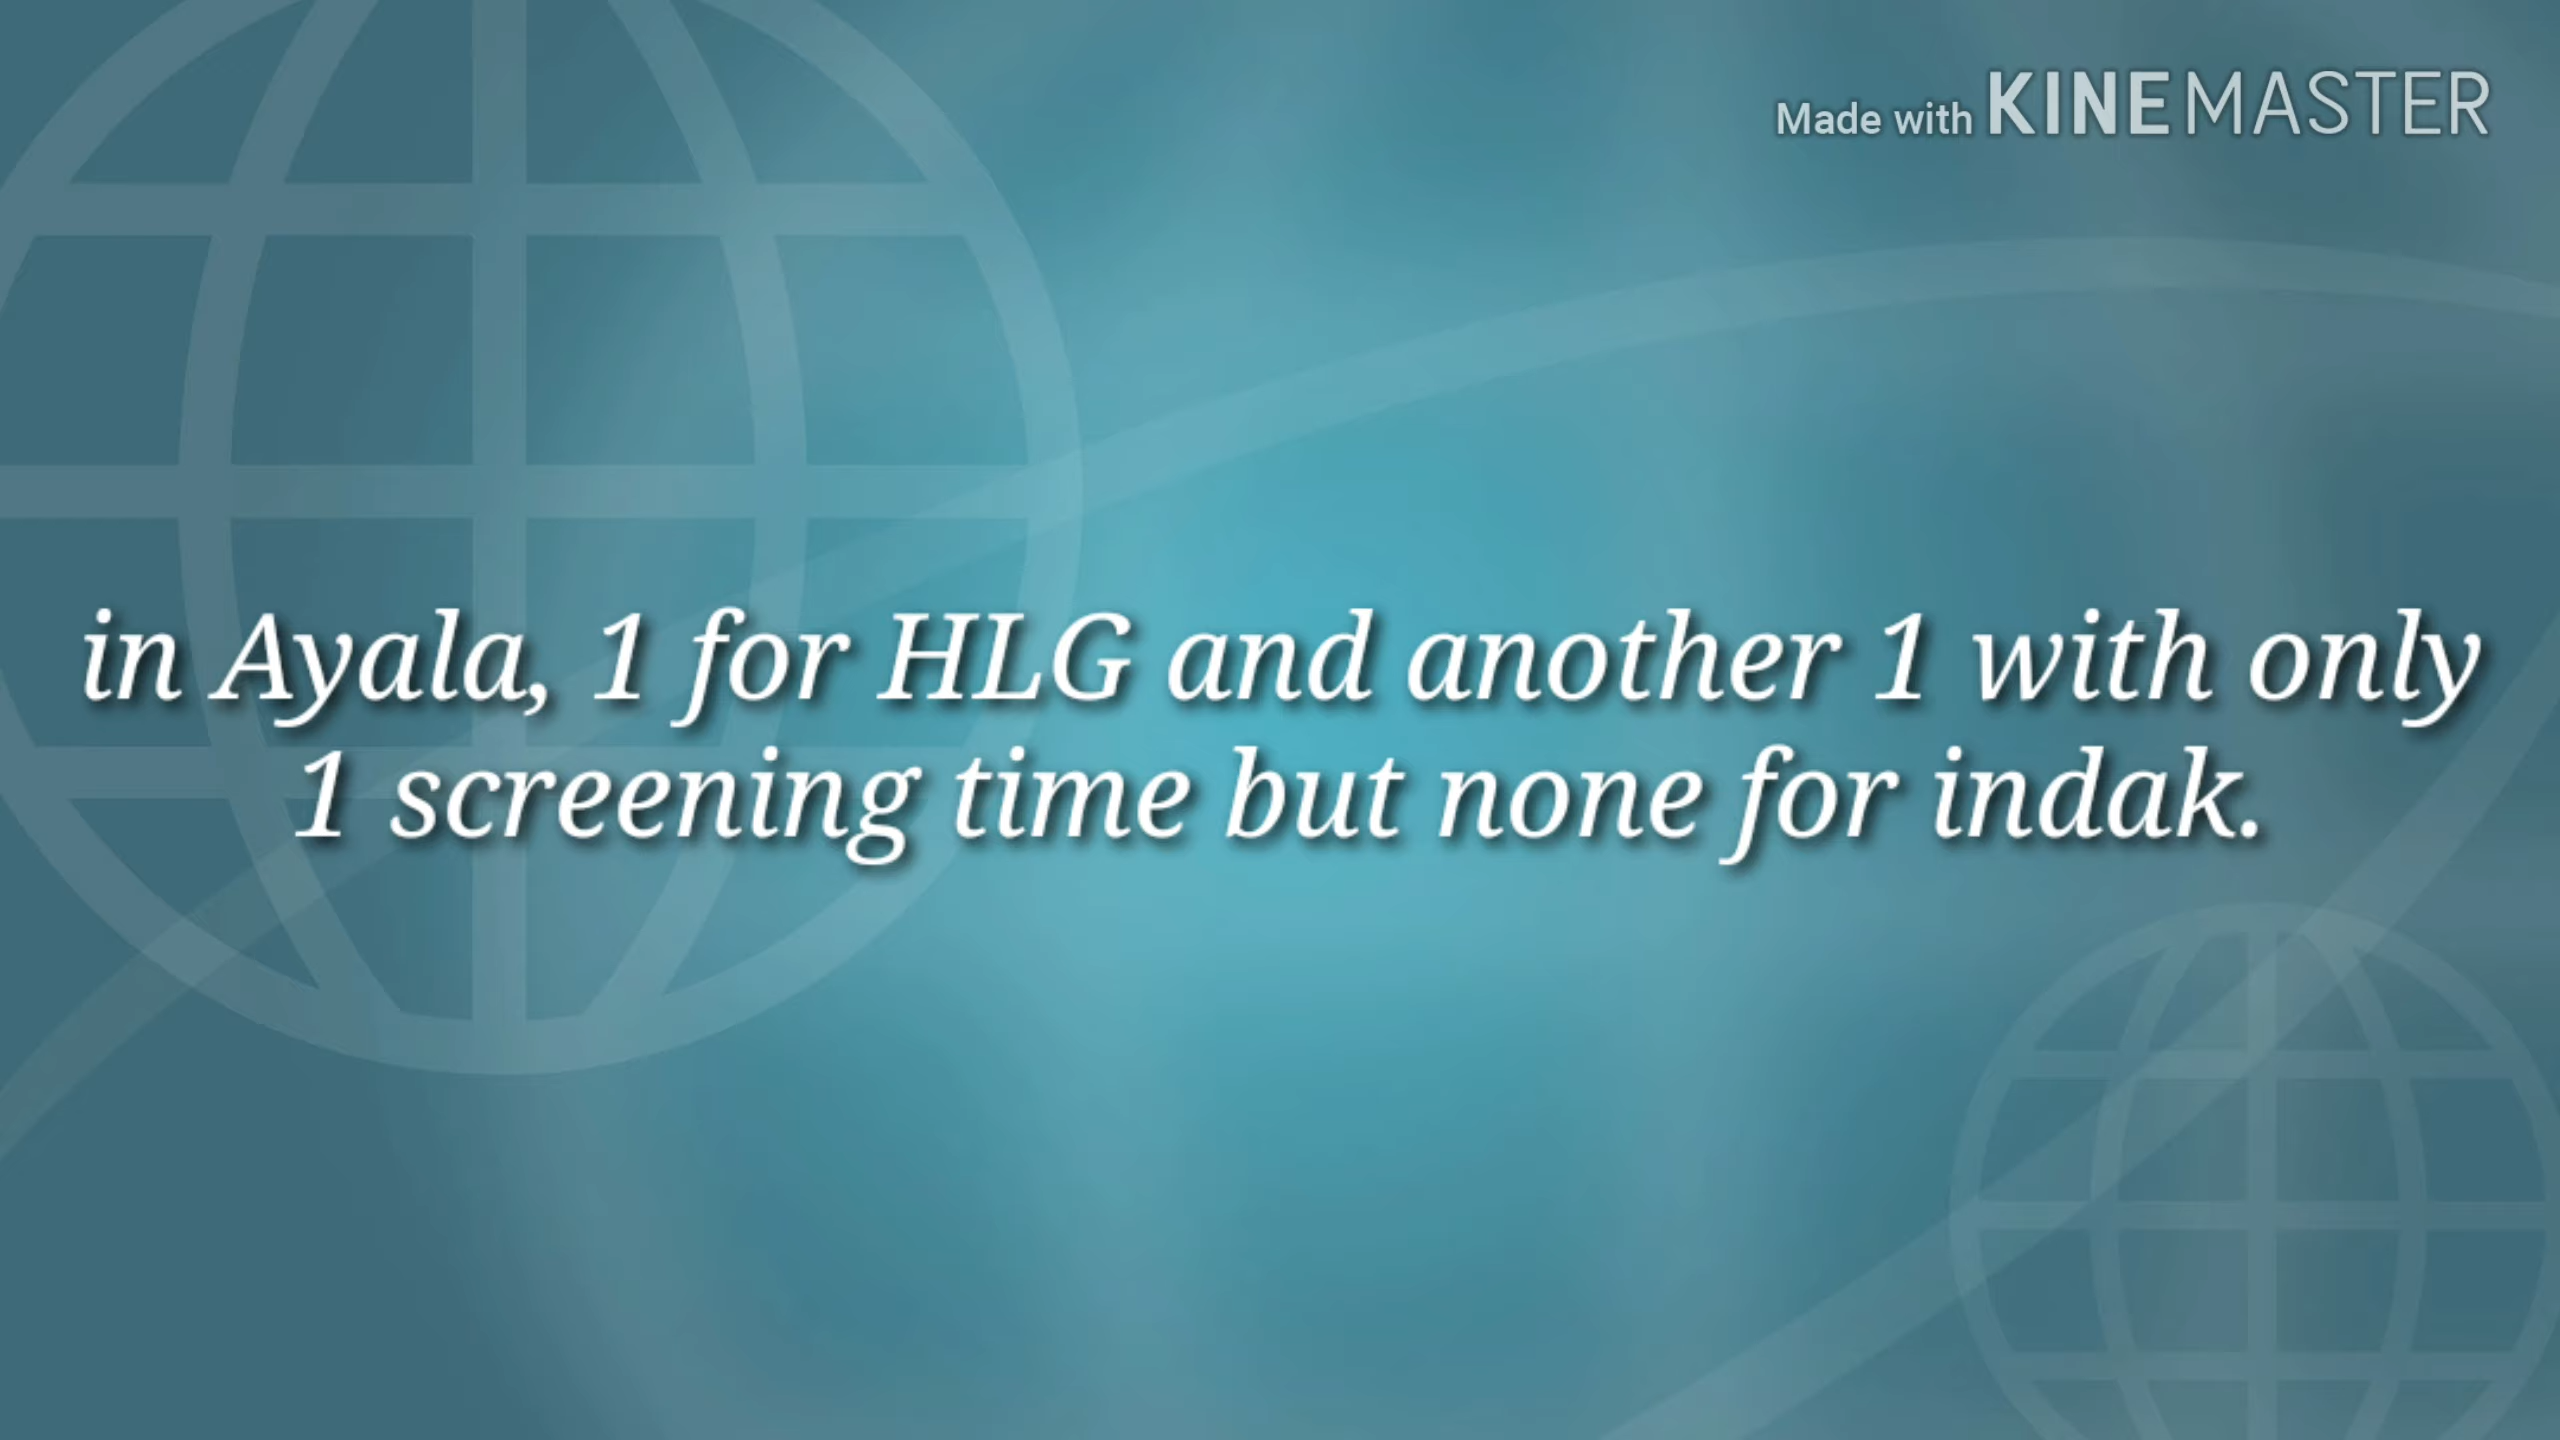 Made with KINEMASTER
in Ayala, 1 for HLG and another 1 with only
1 screening time but none for indak.